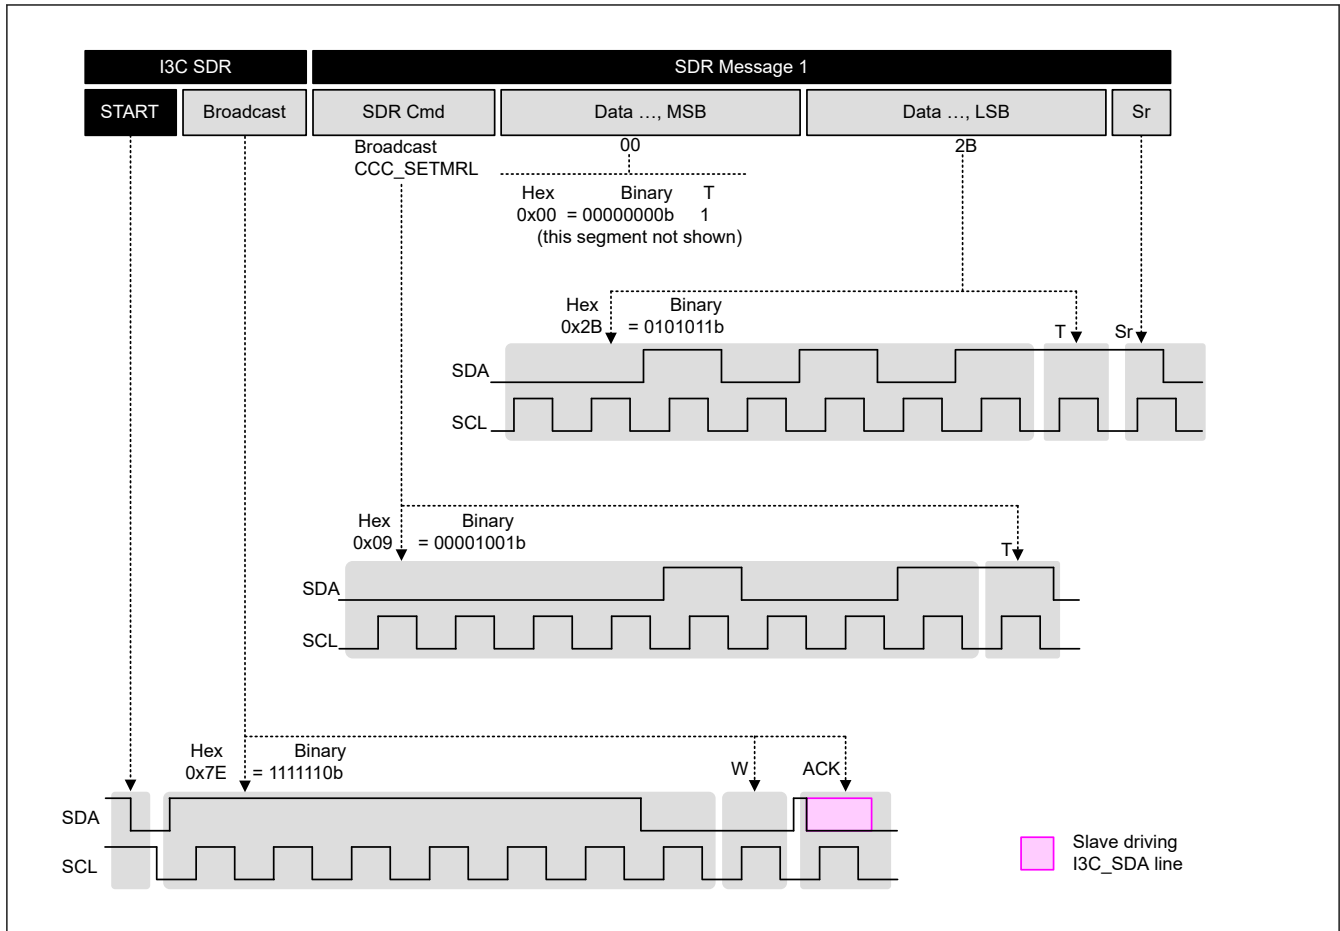 I3C SDR
SDR Message 1
START
Broadcast
SDR Cmd
Data …, MSB
Data …, LSB
Sr
Broadcast
CCC_SETMRL
00
2B
Hex Binary T
0x00 = 00000000b 1
(this segment not shown)
Hex Binary
0x2B = 0101011b
T
Sr
SDA
SCL
Hex Binary
0x09 = 00001001b
T
SDA
SCL
Hex Binary
0x7E = 1111110b
W
ACK
SDA
SCL
Slave driving
I3C_SDA line